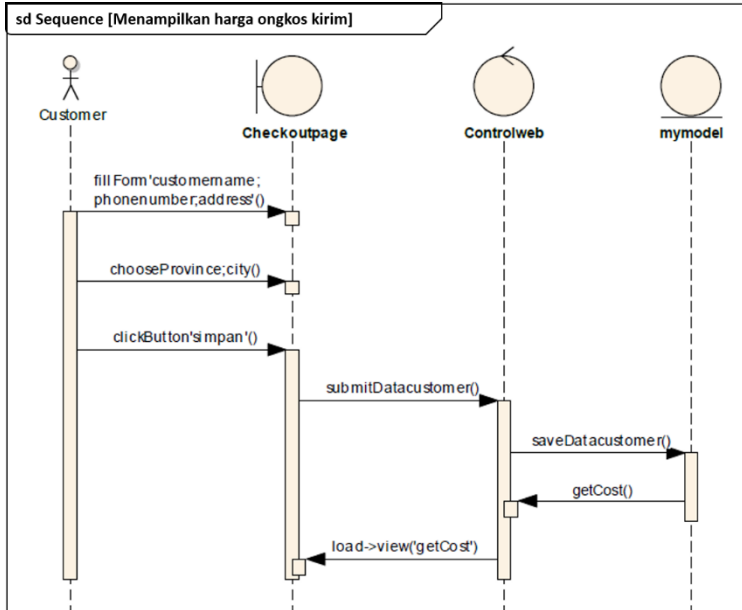 sd Sequence [Menampilkan harga ongkos kirim]
Customer
Checkoutpage
Controlweb
mymodel
fillForm'customername;
phonenumber;address'()
chooseProvince;city()
clickButton'simpan'()
submitDatacustomer()
saveDatacustomer()
getCost()
load->view('getCost')